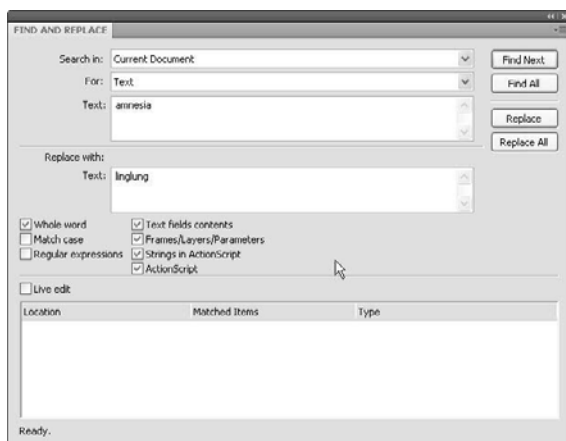 FIND AND REPLACE
Search in: Current Document
Find Next
For: Text
Find All
Text: amnesia
Replace
Replace All
Replace with:
Text: linglung
Whole word
Text fields contents
Match case
Frames/Layers/Parameters
Regular expressions
Strings in ActionScript
ActionScript
Live edit
Location Matched Items Type
Ready.